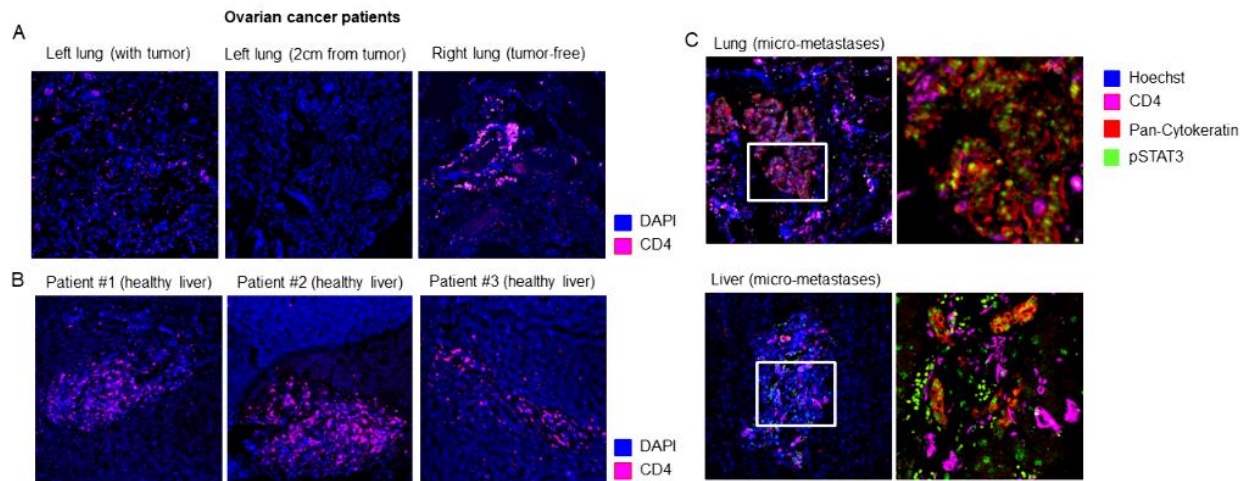 Ovarian cancer patients
A
Left lung (with tumor)
Left lung (2cm from tumor)
Right lung (tumor-free)
DAPI
CD4
B
Patient #1 (healthy liver)
Patient #2 (healthy liver)
Patient #3 (healthy liver)
DAPI
CD4
C
Lung (micro-metastases)
Hoechst
CD4
Pan-Cytokeratin
pSTAT3
Liver (micro-metastases)